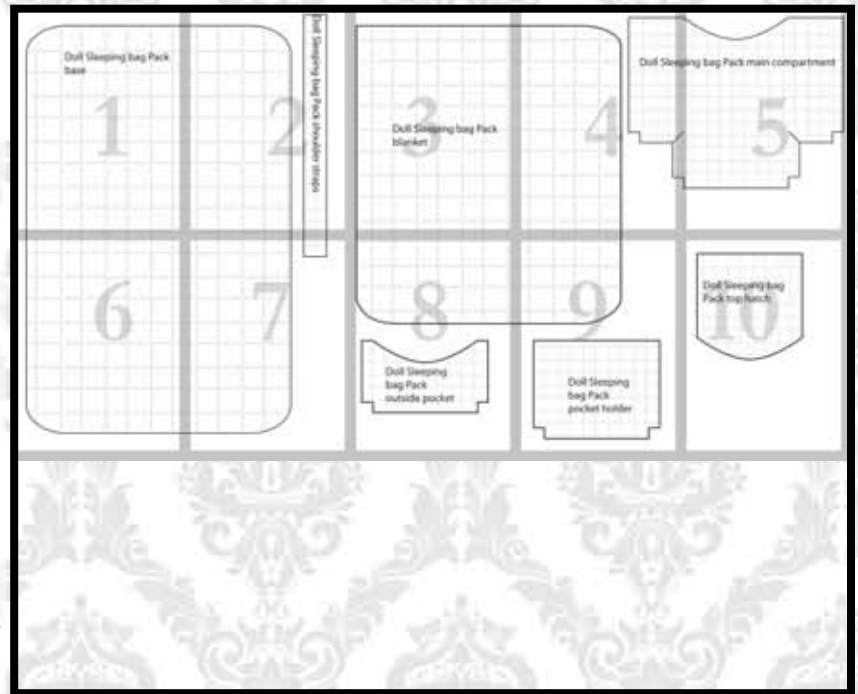 Doll Sleeping bag Pack
base
Doll Sleeping bag Pack shoulder straps
Doll Sleeping bag Pack
blanket
Doll Sleeping bag Pack main compartment
1
2
3
4
5
6
7
8
9
10
Doll Sleeping bag
Pack top hatch
Doll Sleeping
bag Pack
outside pocket
Doll Sleeping
bag Pack
pocket holder